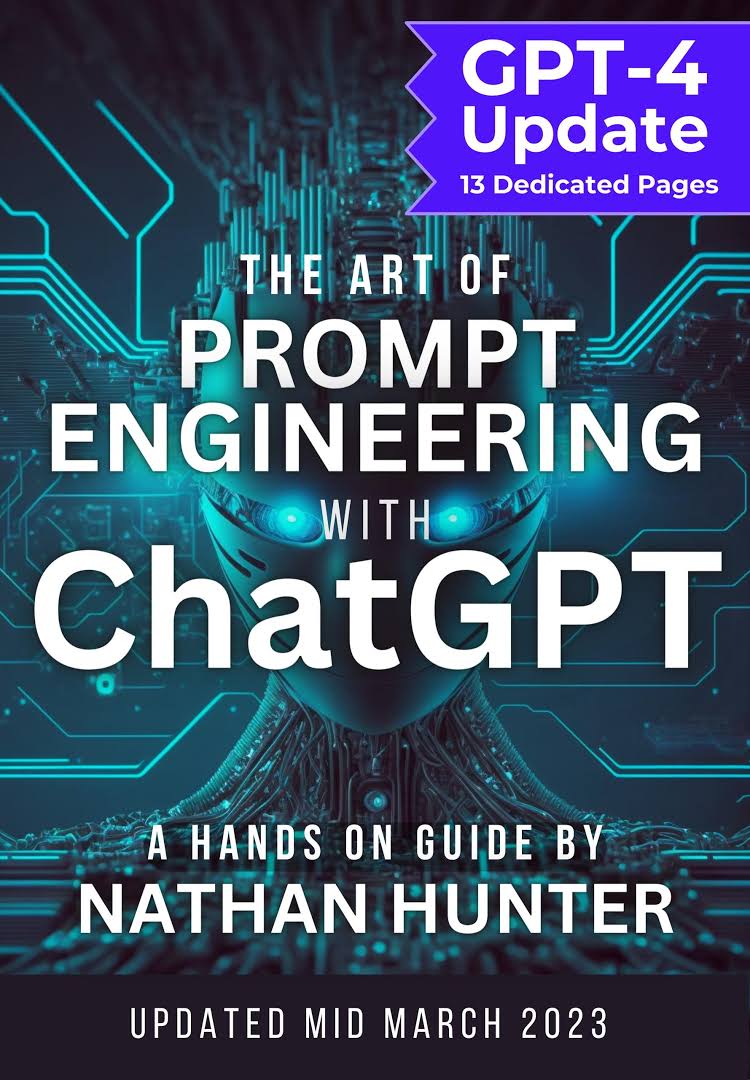 GPT-4
Update
13 Dedicated Pages
THE ART OF
PROMPT
ENGINEERING
WITH
ChatGPT
A HANDS ON GUIDE BY
NATHAN HUNTER
UPDATED MID MARCH 2023